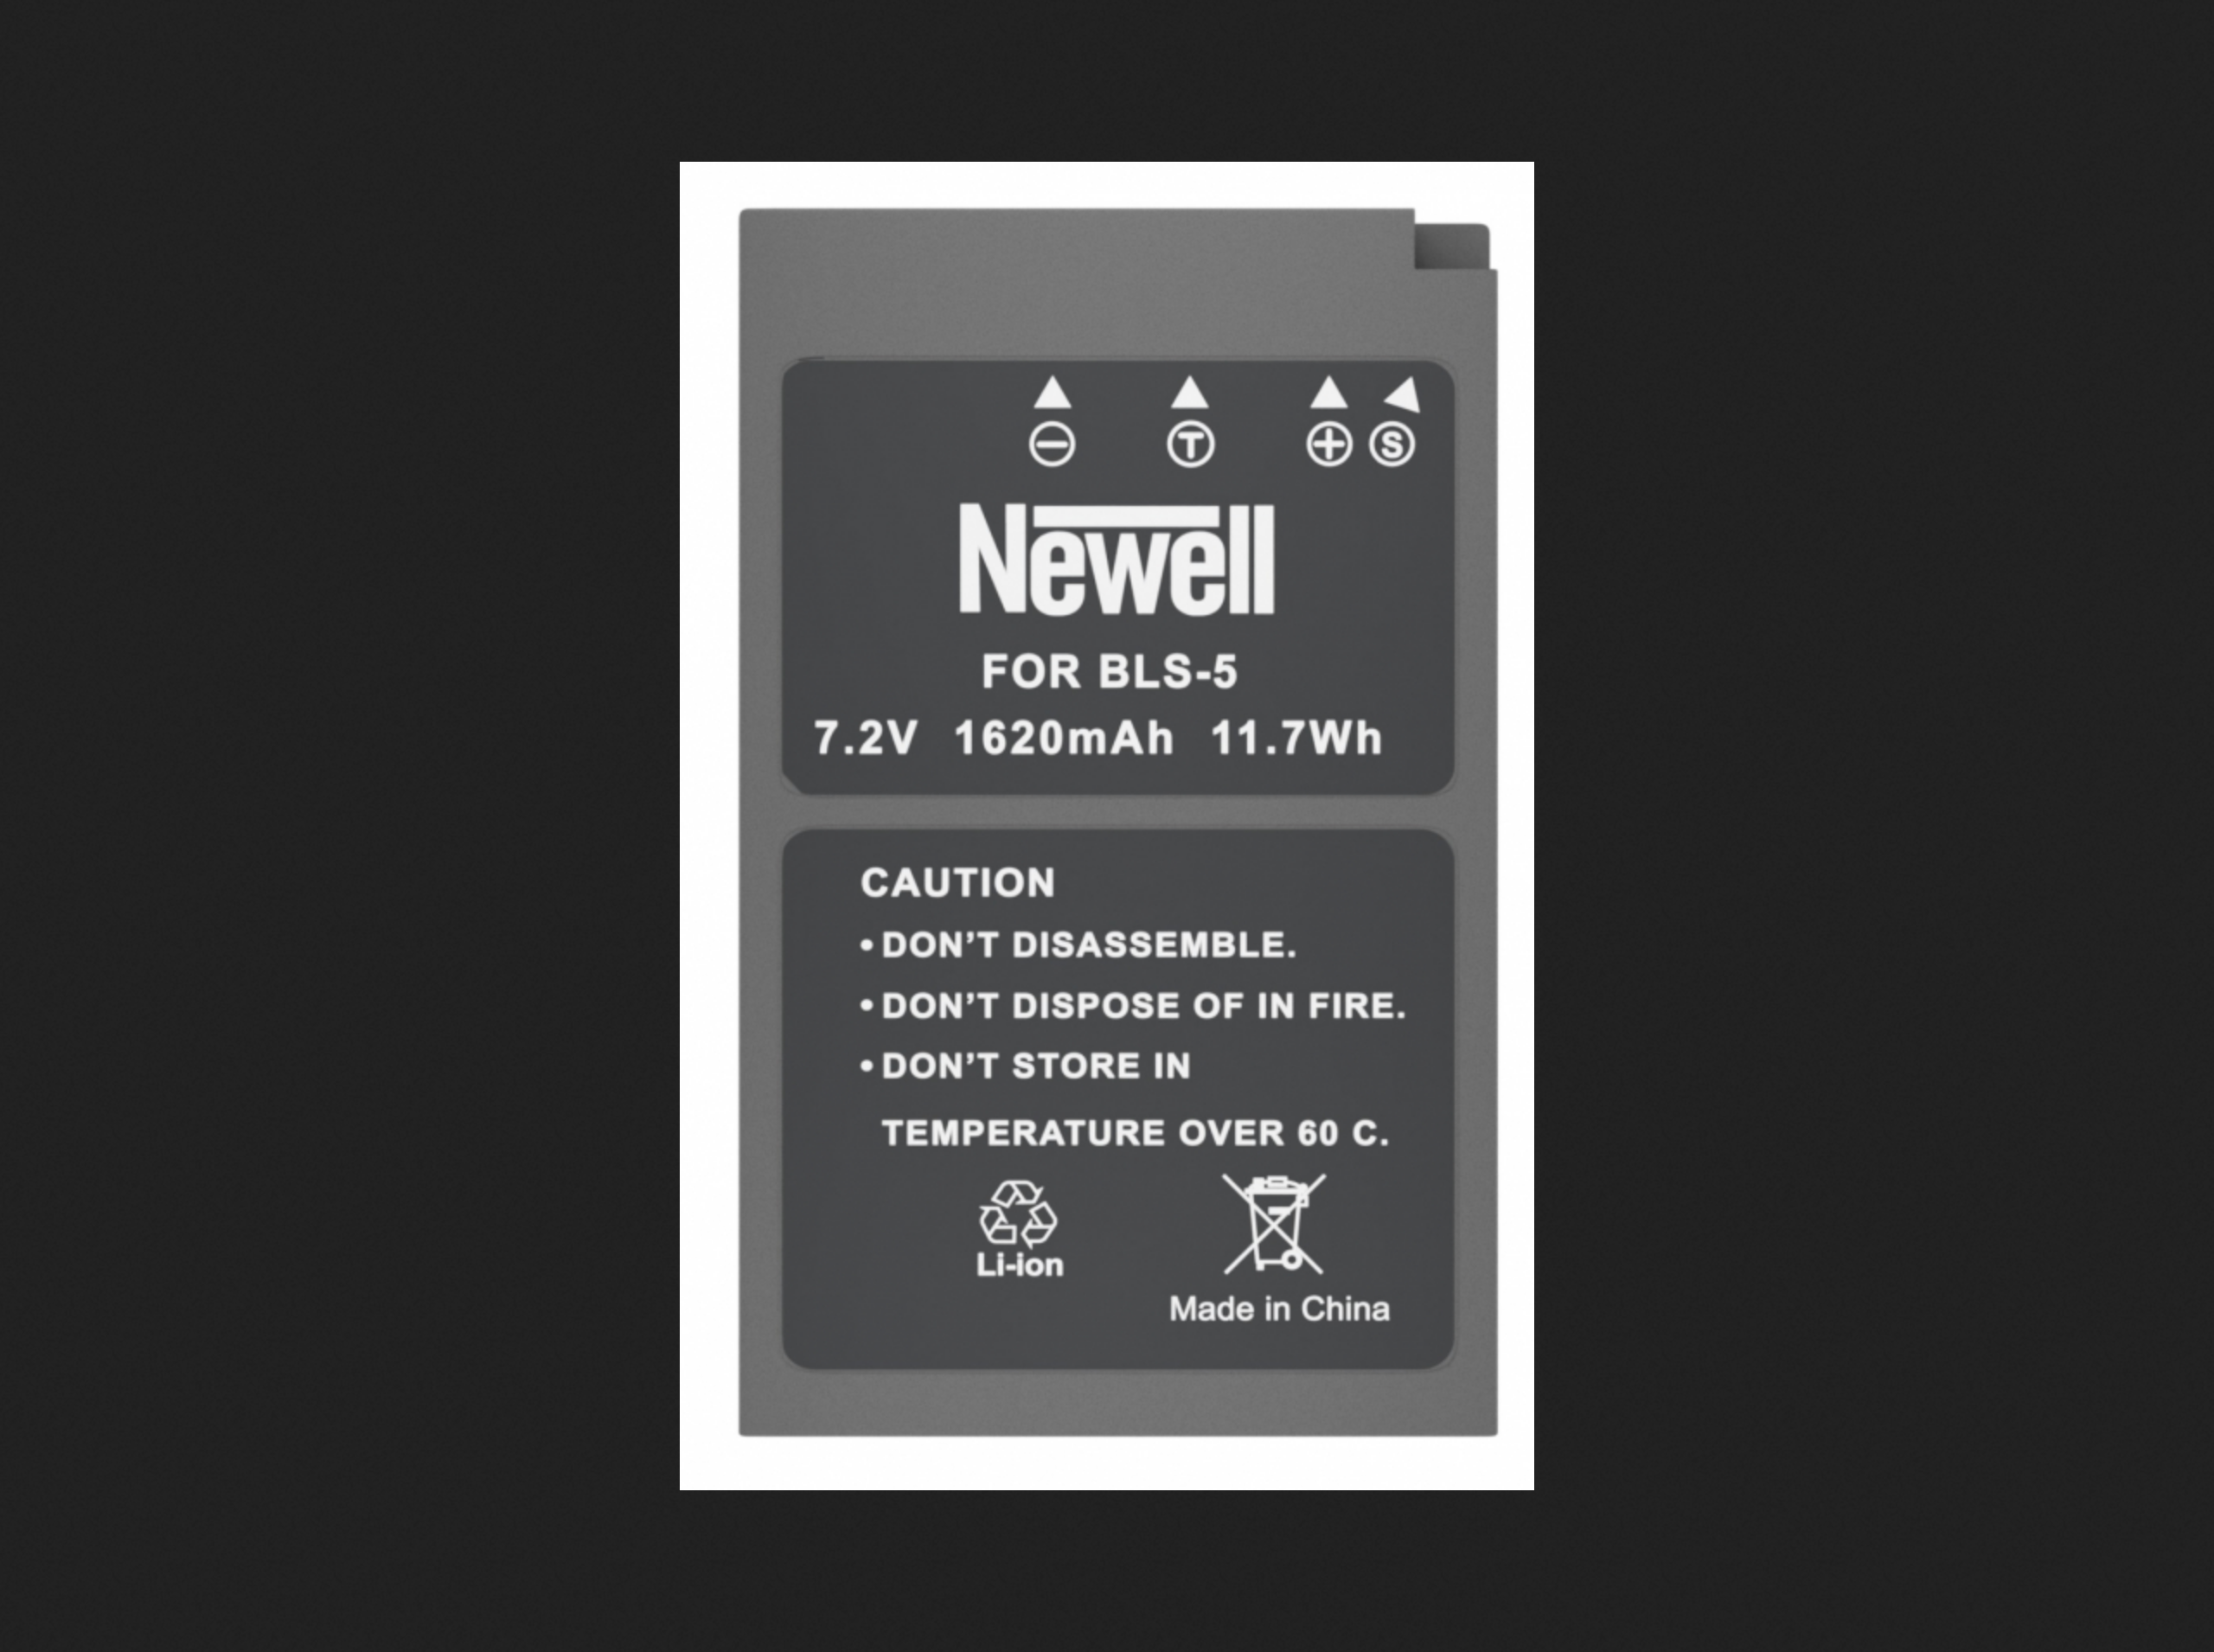 − T + S
Newell
FOR BLS-5
7.2V 1620mAh 11.7Wh
CAUTION
• DON’T DISASSEMBLE.
• DON’T DISPOSE OF IN FIRE.
• DON’T STORE IN
TEMPERATURE OVER 60 C.
Li-ion
Made in China